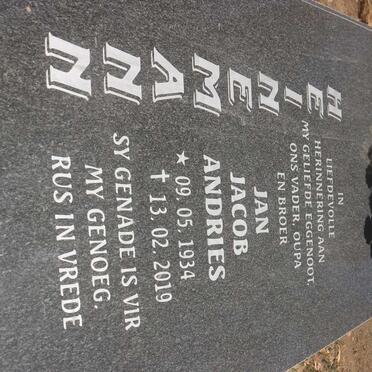 HEINEMANN
IN
LIEFDEVOLLE
HERINNERING AAN
MY GELIEFDE EGGENOOT,
ONS VADER, OUPA
EN BROER
JAN
JACOB
ANDRIES
★ 09. 05. 1934
✝ 13. 02. 2019
SY GENADE IS VIR
MY GENOEG.
RUS IN VREDE